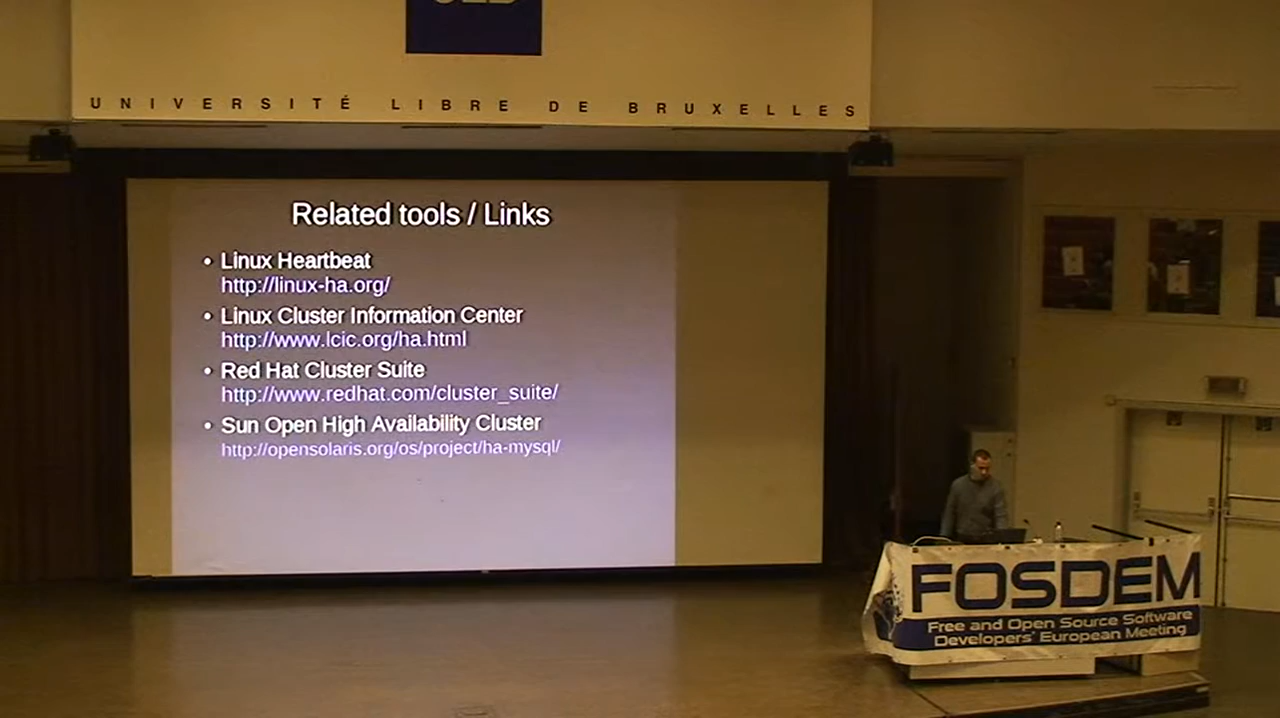 UNIVERSITÉ LIBRE DE BRUXELLES
Related tools / Links
• Linux Heartbeat
http://linux-ha.org/
• Linux Cluster Information Center
http://www.lcic.org/ha.html
• Red Hat Cluster Suite
http://www.redhat.com/cluster_suite/
• Sun Open High Availability Cluster
http://opensolaris.org/os/project/ha-mysql/
FOSDEM
Free and Open Source Software
Developers' European Meeting